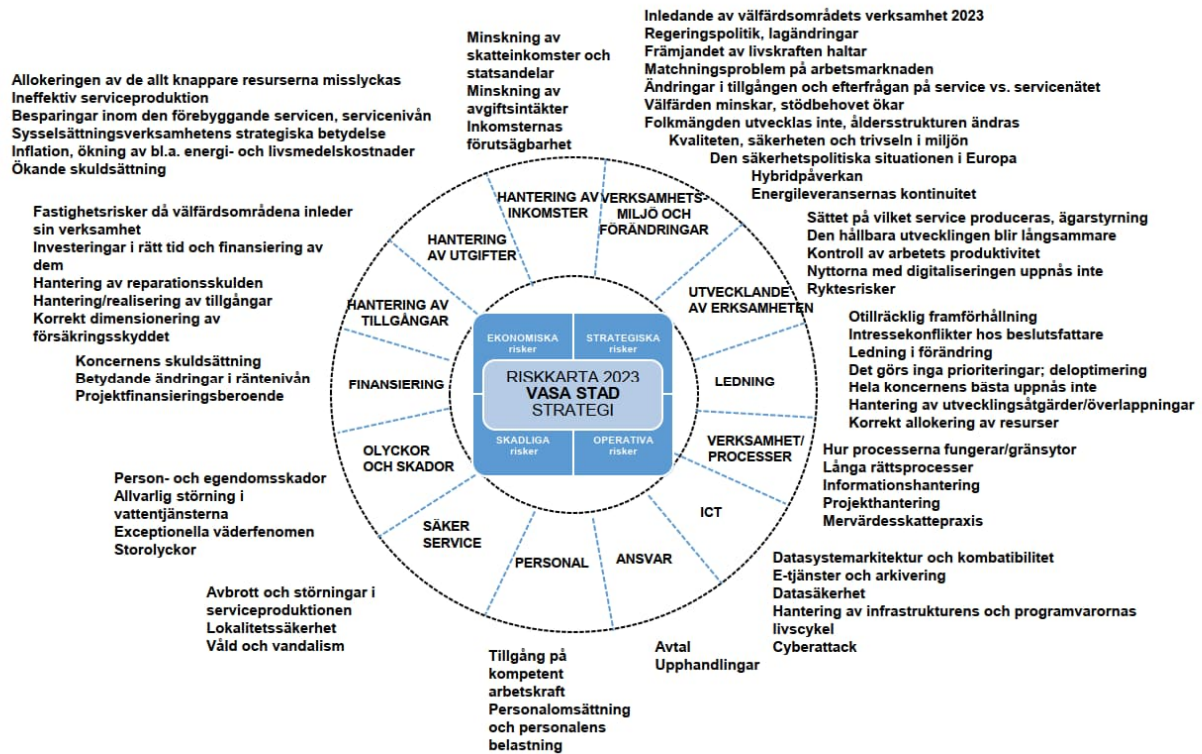 Inledande av välfärdsområdets verksamhet 2023
Regeringspolitik, lagändringar
Främjandet av livskraften haltar
Matchningsproblem på arbetsmarknaden
Ändringar i tillgången och efterfrågan på service vs. servicenätet
Välfärden minskar, stödbehovet ökar
Folkmängden utvecklas inte, åldersstrukturen ändras
Kvaliteten, säkerheten och trivseln i miljön
Den säkerhetspolitiska situationen i Europa
Hybridpåverkan
Energileveransernas kontinuitet
Minskning av
skatteinkomster och
statsandelar
Minskning av
avgiftsintäkter
Inkomsternas
förutsägbarhet
Allokeringen av de allt knappare resurserna misslyckas
Ineffektiv serviceproduktion
Besparingar inom den förebyggande servicen, servicenivån
Sysselsättningsverksamhetens strategiska betydelse
Inflation, ökning av bl.a. energi- och livsmedelskostnader
Ökande skuldsättning
Fastighetsrisker då välfärdsområdena inleder
sin verksamhet
Investeringar i rätt tid och finansiering av
dem
Hantering av reparationsskulden
Hantering/realisering av tillgångar
Korrekt dimensionering av
försäkringsskyddet
Koncernens skuldsättning
Betydande ändringar i räntenivån
Projektfinansieringsberoende
Person- och egendomsskador
Allvarlig störning i
vattentjänsterna
Exceptionella väderfenomen
Storolyckor
Avbrott och störningar i
serviceproduktionen
Lokalitetssäkerhet
Våld och vandalism
Tillgång på
kompetent
arbetskraft
Personalomsättning
och personalens
belastning
Avtal
Upphandlingar
Datasystemarkitektur och kombatibilitet
E-tjänster och arkivering
Datasäkerhet
Hantering av infrastrukturens och programvarornas
livscykel
Cyberattack
Hur processerna fungerar/gränsytor
Långa rättsprocesser
Informationshantering
Projekthantering
Mervärdesskattepraxis
Otillräcklig framförhållning
Intressekonflikter hos beslutsfattare
Ledning i förändring
Det görs inga prioriteringar; deloptimering
Hela koncernens bästa uppnås inte
Hantering av utvecklingsåtgärder/överlappningar
Korrekt allokering av resurser
Sättet på vilket service produceras, ägarstyrning
Den hållbara utvecklingen blir långsammare
Kontroll av arbetets produktivitet
Nyttorna med digitaliseringen uppnås inte
Ryktesrisker
HANTERING AV
INKOMSTER
VERKSAMHETS-
MILJÖ OCH
FÖRÄNDRINGAR
HANTERING
AV UTGIFTER
HANTERING AV
TILLGÅNGAR
FINANSIERING
OLYCKOR
OCH SKADOR
SÄKER
SERVICE
PERSONAL
ANSVAR
ICT
VERKSAMHET/
PROCESSER
LEDNING
UTVECKLANDE
AV ERKSAMHETEN
EKONOMISKA
risker
STRATEGISKA
risker
RISKKARTA 2023
VASA STAD
STRATEGI
SKADLIGA
risker
OPERATIVA
risker